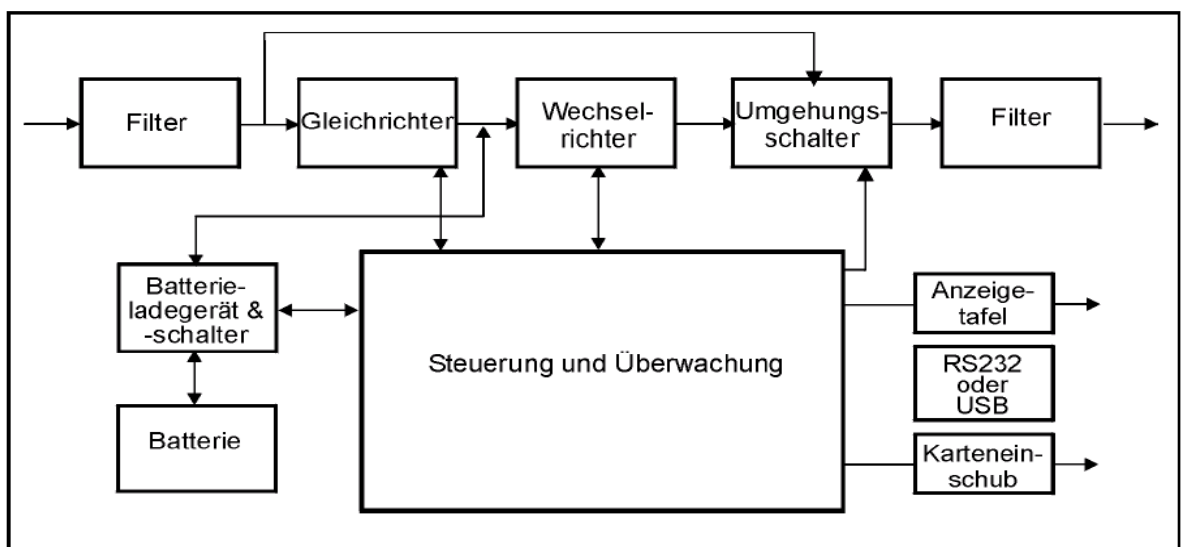 Filter
Gleichrichter
Wechsel-
richter
Umgehungs-
schalter
Filter
Batterie-
ladegerät &
-schalter
Batterie
Steuerung und Überwachung
Anzeige-
tafel
RS232
oder
USB
Kartenein-
schub